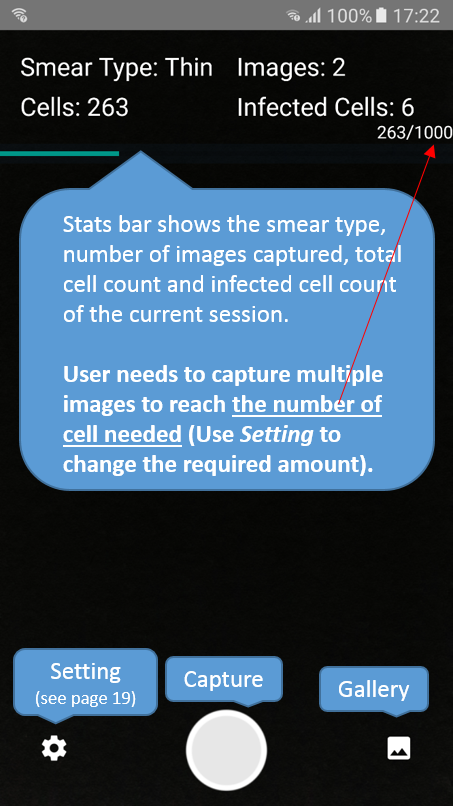 100% 17:22
Smear Type: Thin Images: 2
Cells: 263 Infected Cells: 6
263/1000
Stats bar shows the smear type,
number of images captured, total
cell count and infected cell count
of the current session.
User needs to capture multiple
images to reach the number of
cell needed (Use Setting to
change the required amount).
Setting
(see page 19)
Capture
Gallery